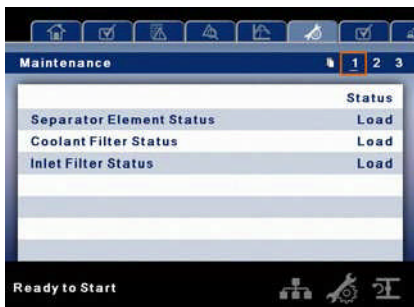 Maintenance 1 2 3
Status
Separator Element Status Load
Coolant Filter Status Load
Inlet Filter Status Load
Ready to Start